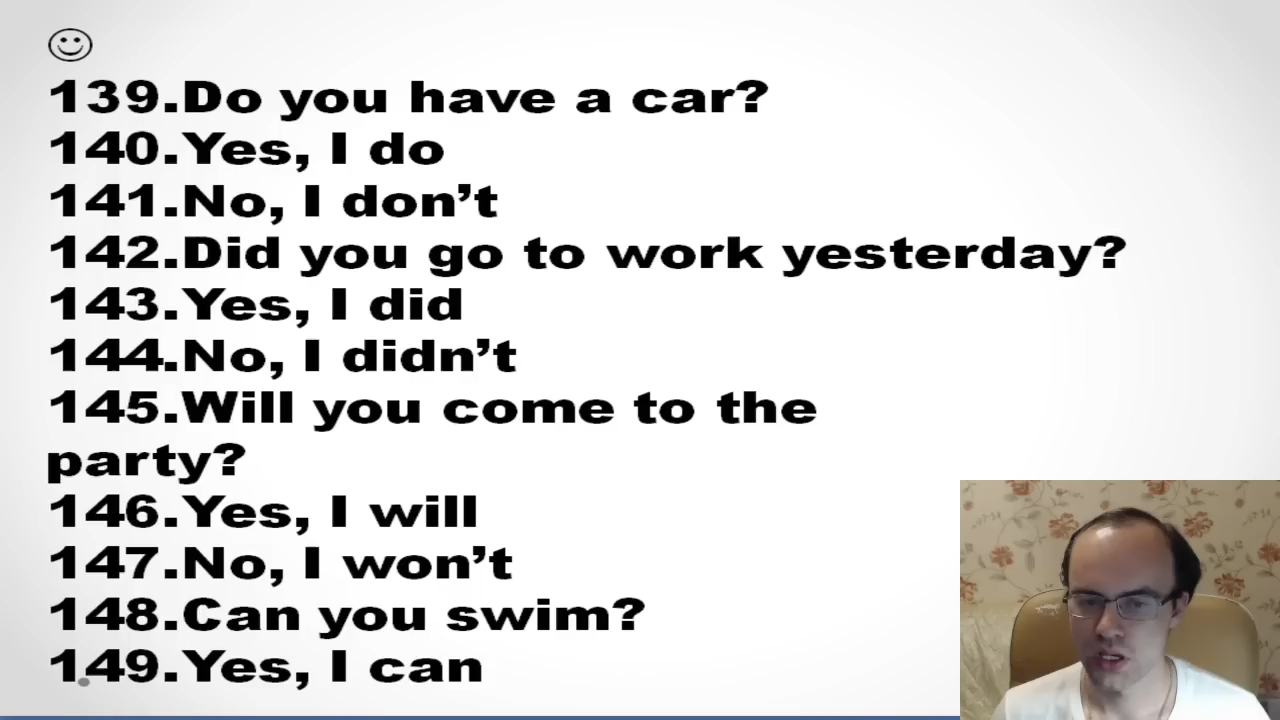 139.Do you have a car?
140.Yes, I do
141.No, I don’t
142.Did you go to work yesterday?
143.Yes, I did
144.No, I didn’t
145.Will you come to the
party?
146.Yes, I will
147.No, I won’t
148.Can you swim?
149.Yes, I can